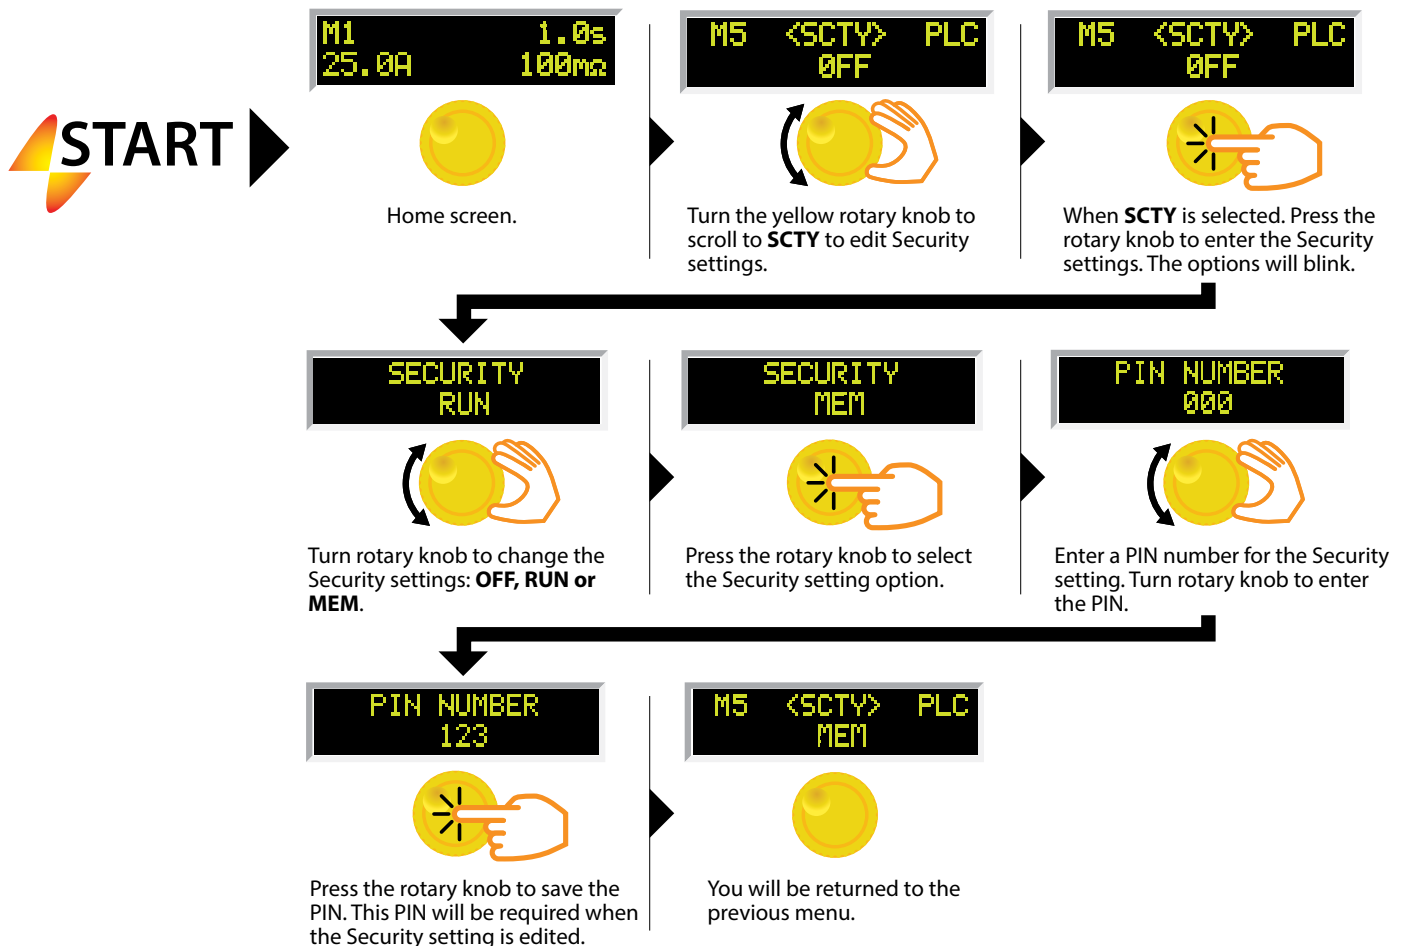 START
M1 1.0s
25.0A 100mΩ
Home screen.
M5 <SCTY> PLC
OFF
Turn the yellow rotary knob to
scroll to SCTY to edit Security
settings.
M5 <SCTY> PLC
OFF
When SCTY is selected. Press the
rotary knob to enter the Security
settings. The options will blink.
SECURITY
RUN
Turn rotary knob to change the
Security settings: OFF, RUN or
MEM.
SECURITY
MEM
Press the rotary knob to select
the Security setting option.
PIN NUMBER
000
Enter a PIN number for the Security
setting. Turn rotary knob to enter
the PIN.
PIN NUMBER
123
Press the rotary knob to save the
PIN. This PIN will be required when
the Security setting is edited.
M5 <SCTY> PLC
MEM
You will be returned to the
previous menu.